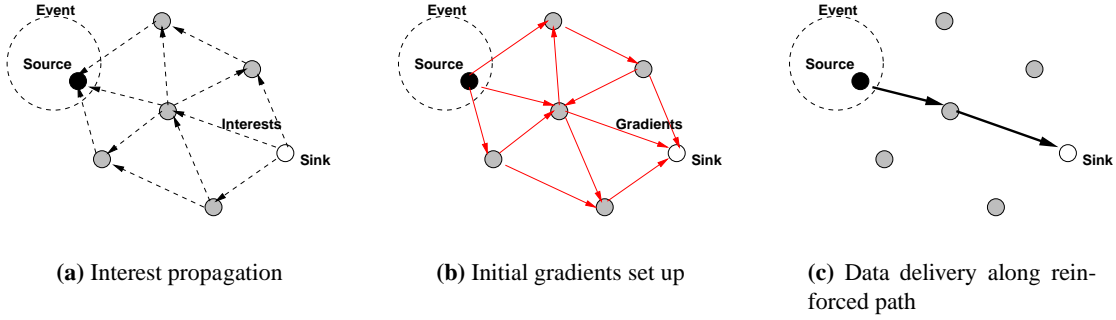 Event
Source
Interests
Sink
(a) Interest propagation
Event
Source
Gradients
Sink
(b) Initial gradients set up
Event
Source
Sink
(c) Data delivery along rein-
forced path